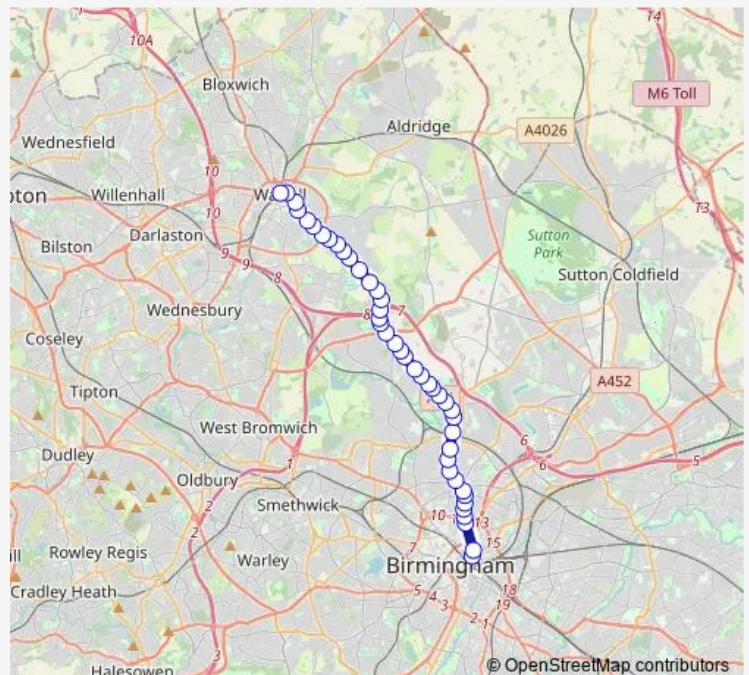 T4
10A
Bloxwich
M6 Toll
Aldridge
A4026
Wednesfield
10
Willenhall
T3
10
Darlaston
Sutton
Park
Bilston
9
9
8
Sutton Coldfield
Wednesbury
8
7
Coseley
A452
Tipton
West Bromwich
6
6
5
Dudley
1
Oldbury
2
Smethwick
10
13
2
15
Rowley Regis
7
Warley
Birmingham
Cradley Heath
5
4
3
18
19
2
1
3
Halesowen
© OpenStreetMap contributors